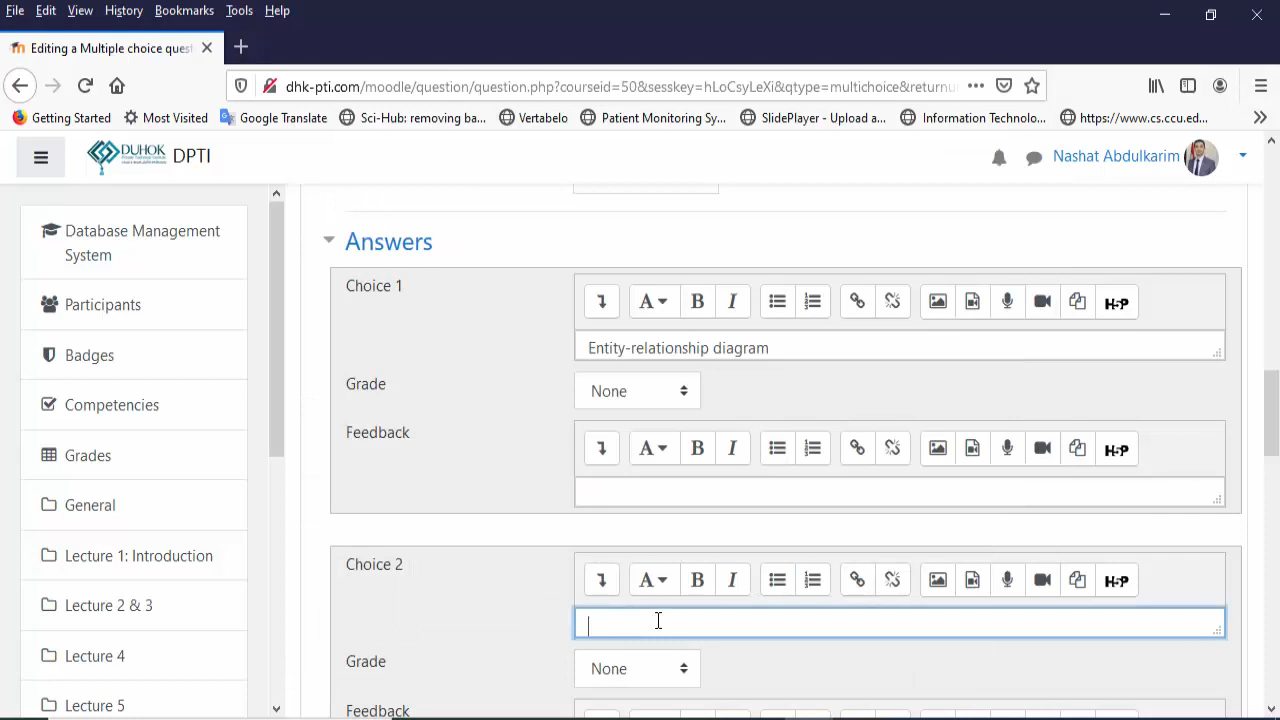 File Edit View History Bookmarks Tools Help
Editing a Multiple choice ques
dhk-pti.com/moodle/question/question.php?courseid=50&sesskey=hLoCsyLeXi&qtype=multichoice&returnu
Getting Started Most Visited Google Translate Sci-Hub: removing ba... Vertabelo Patient Monitoring Sy... SlidePlayer - Upload a... Information Technolo... https://www.cs.ccu.ed...
DUHOK DPTI Nashat Abdulkarim
Database Management
System
Participants
Badges
Competencies
Grades
General
Lecture 1: Introduction
Lecture 2 & 3
Lecture 4
Lecture 5
Answers
Choice 1
A B I H-P
Entity-relationship diagram
Grade
None
Feedback
A B I H-P
Choice 2
A B I H-P
Grade
None
Feedback